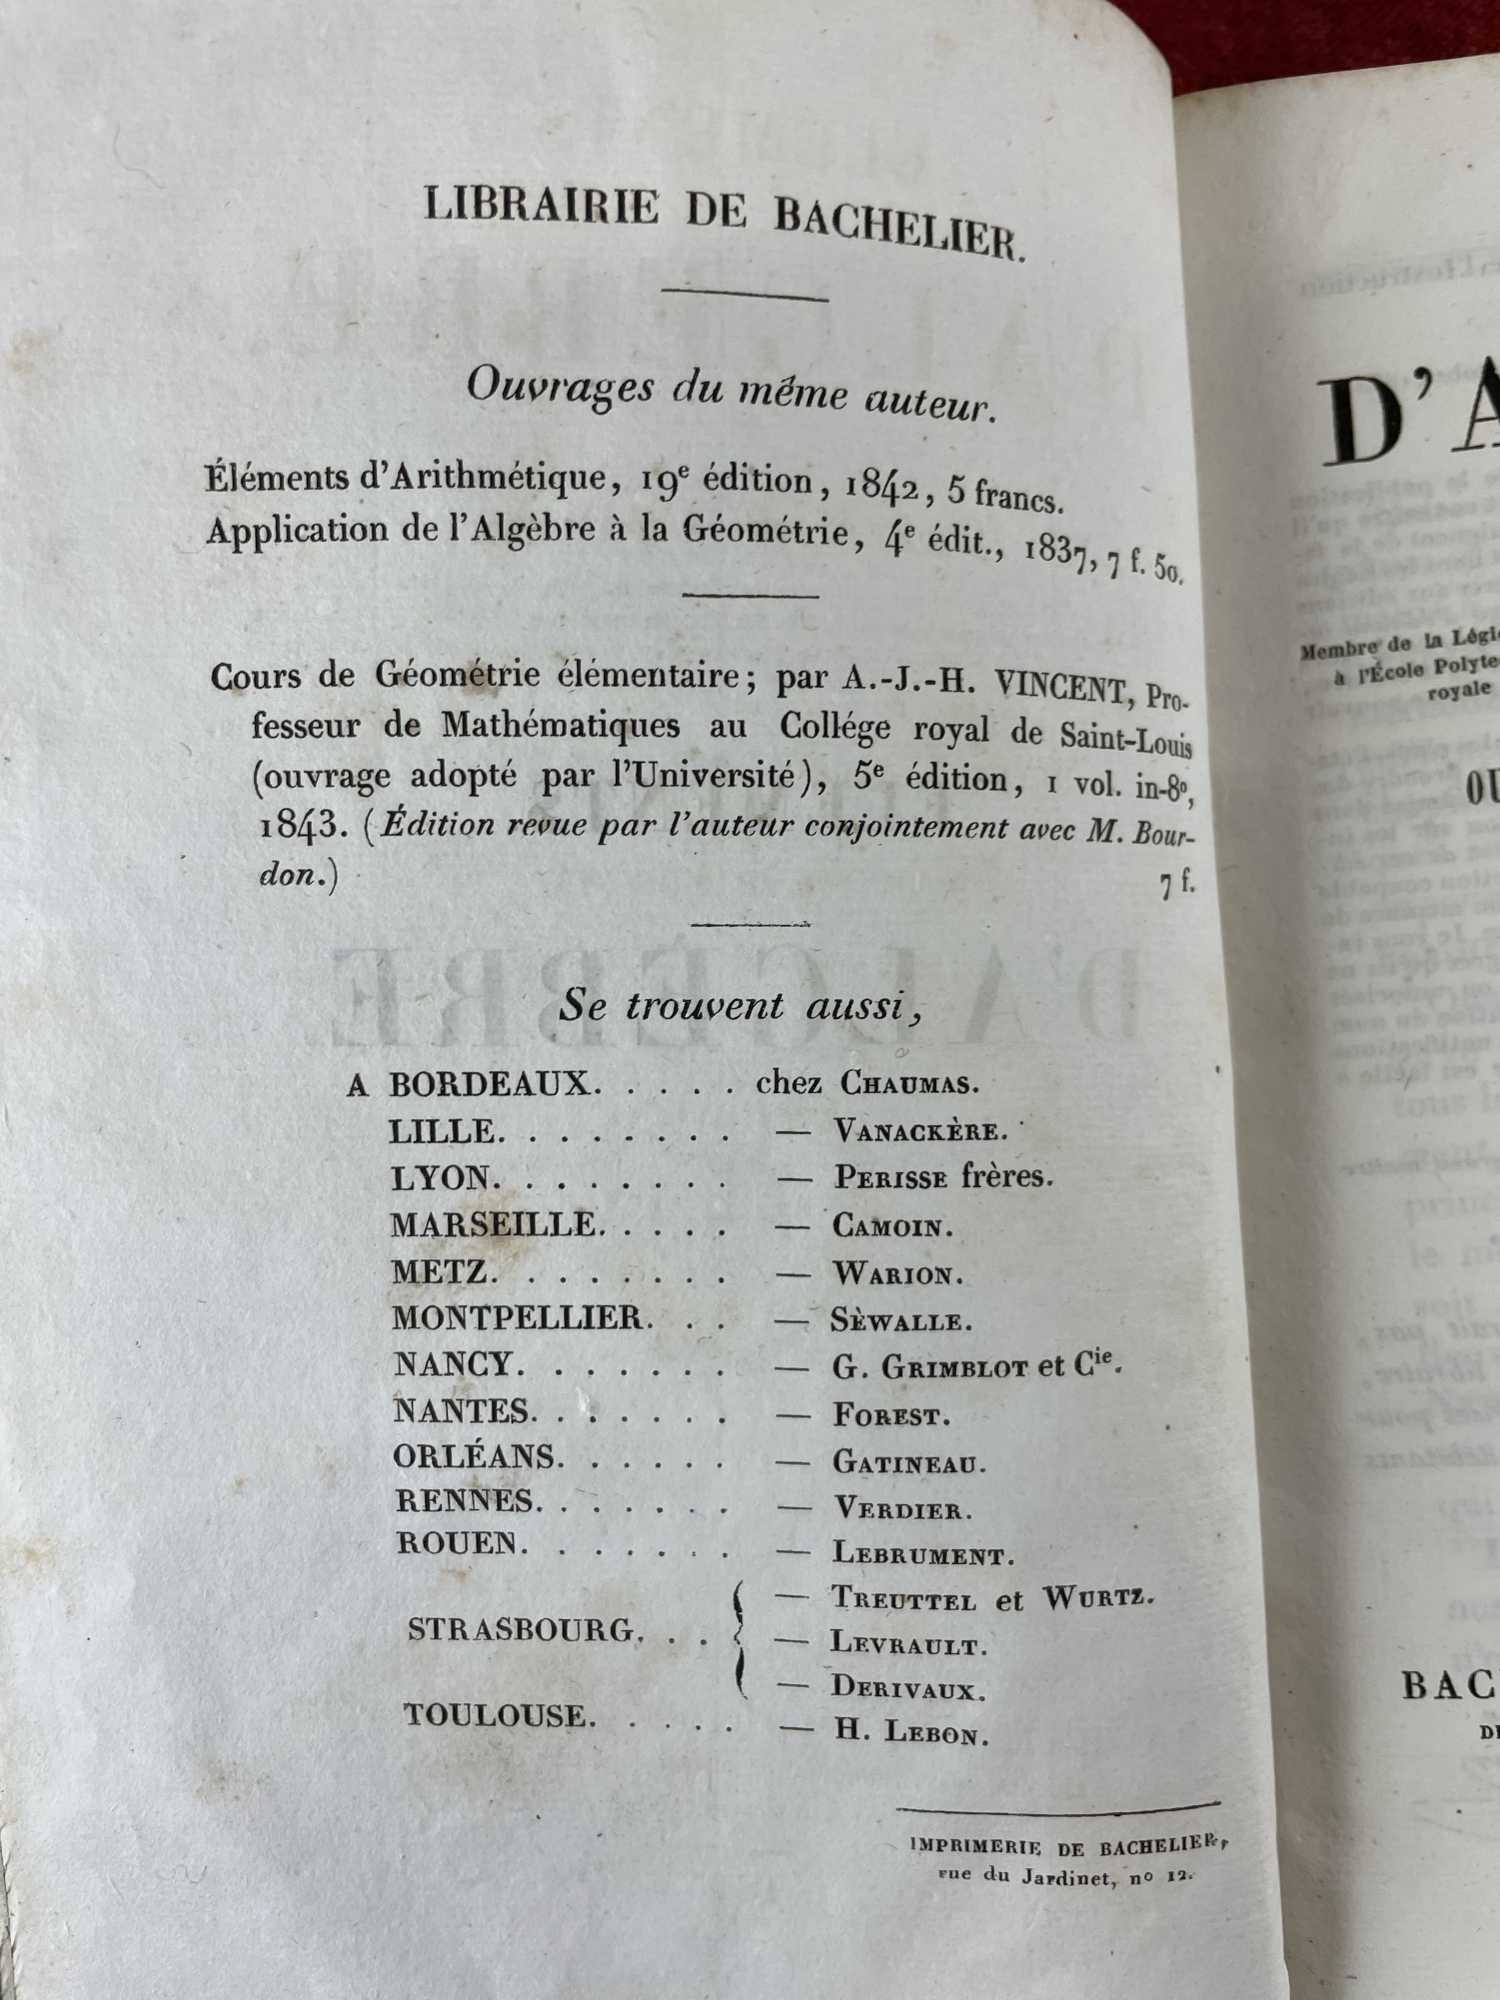 LIBRAIRIE DE BACHELIER.
Ouvrages du même auteur.
Éléments d'Arithmétique, 19e édition, 1842, 5 francs.
Application de l'Algèbre à la Géométrie, 4e édit., 1837, 7 f. 50.
Cours de Géométrie élémentaire; par A.-J.-H. VINCENT, Pro-
fesseur de Mathématiques au Collége royal de Saint-Louis
(ouvrage adopté par l'Université), 5e édition, 1 vol. in-8º,
1843. (Édition revue par l'auteur conjointement avec M. Bour-
don.) 7 f.
Se trouvent aussi,
A BORDEAUX. . . . . chez CHAUMAS.
LILLE. . . . . . . . — VANACKÈRE.
LYON. . . . . . . . — PERISSE frères.
MARSEILLE. . . . . — CAMOIN.
METZ. . . . . . . . — WARION.
MONTPELLIER. . . — SÈWALLE.
NANCY. . . . . . . — G. GRIMBLOT et Cie.
NANTES. . . . . . . — FOREST.
ORLÉANS. . . . . . — GATINEAU.
RENNES. . . . . . . — VERDIER.
ROUEN. . . . . . . — LEBRUMENT.
— TREUTTEL et WURTZ.
STRASBOURG. . . — LEVRAULT.
— DERIVAUX.
TOULOUSE. . . . . — H. LEBON.
IMPRIMERIE DE BACHELIER,
rue du Jardinet, nº 12.
D'A
Membre de la Légi
à l'École Polyte
royale
OU
BAC